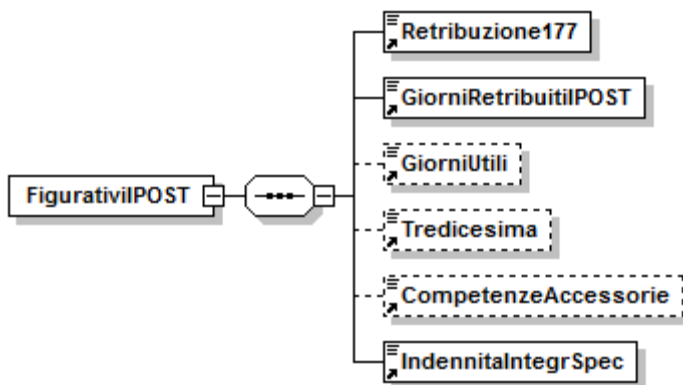 Retribuzione177
GiorniRetribuitiIPOST
GiorniUtili
FigurativiIPOST
Tredicesima
CompetenzeAccessorie
IndennitaIntegrSpec